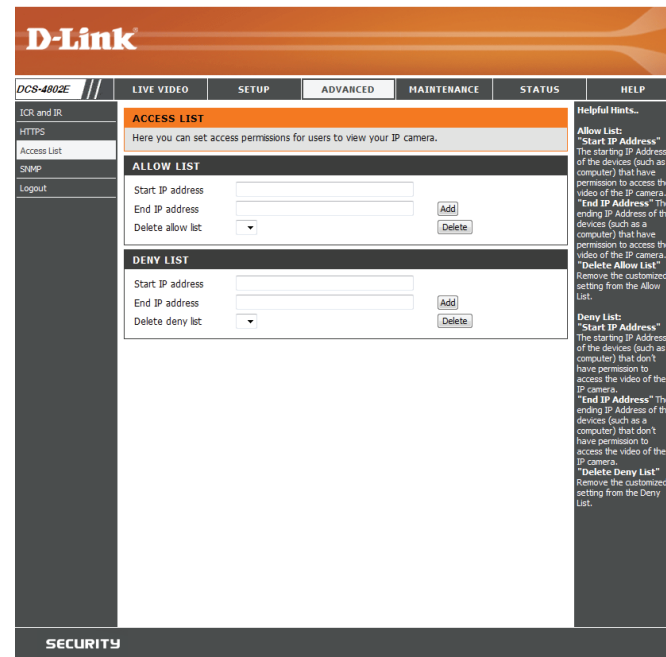 D-Link
DCS-4802E
LIVE VIDEO
SETUP
ADVANCED
MAINTENANCE
STATUS
HELP
ICR and IR
HTTPS
Access List
SNMP
Logout
ACCESS LIST
Here you can set access permissions for users to view your IP camera.
ALLOW LIST
Start IP address
End IP address
Add
Delete allow list
Delete
DENY LIST
Start IP address
End IP address
Add
Delete deny list
Delete
Helpful Hints..
Allow List:
"Start IP Address"
The starting IP Address
of the devices (such as
computer) that have
permission to access
video of the IP camera.
"End IP Address"
ending IP Address of
devices (such as a
computer) that have
permission to access
video of the IP camera.
"Delete Allow List"
Remove the customized
setting from the Allow
List.
Deny List:
"Start IP Address"
The starting IP Address
of the devices (such as
computer) that don't
have permission to
access the video of the
IP camera.
"End IP Address"
ending IP Address of
devices (such as a
computer) that don't
have permission to
access the video of the
IP camera.
"Delete Deny List"
Remove the customized
setting from the Deny
List.
SECURITY